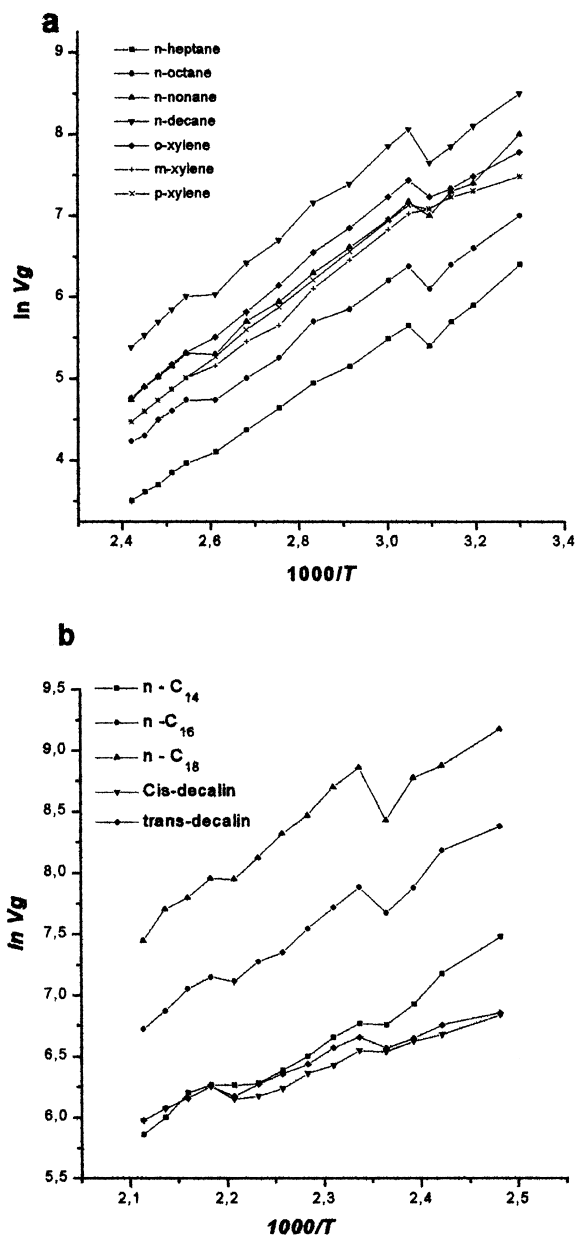 a
9
8
7
6
5
4
ln Vg
n-heptane
n-octane
n-nonane
n-decane
o-xylene
m-xylene
p-xylene
2,4 2,6 2,8 3,0 3,2 3,4
1000/T
b
9,5
9,0
8,5
8,0
7,5
7,0
6,5
6,0
5,5
ln Vg
n - C14
n -C16
n - C18
Cis-decalin
trans-decalin
2,1 2,2 2,3 2,4 2,5
1000/T